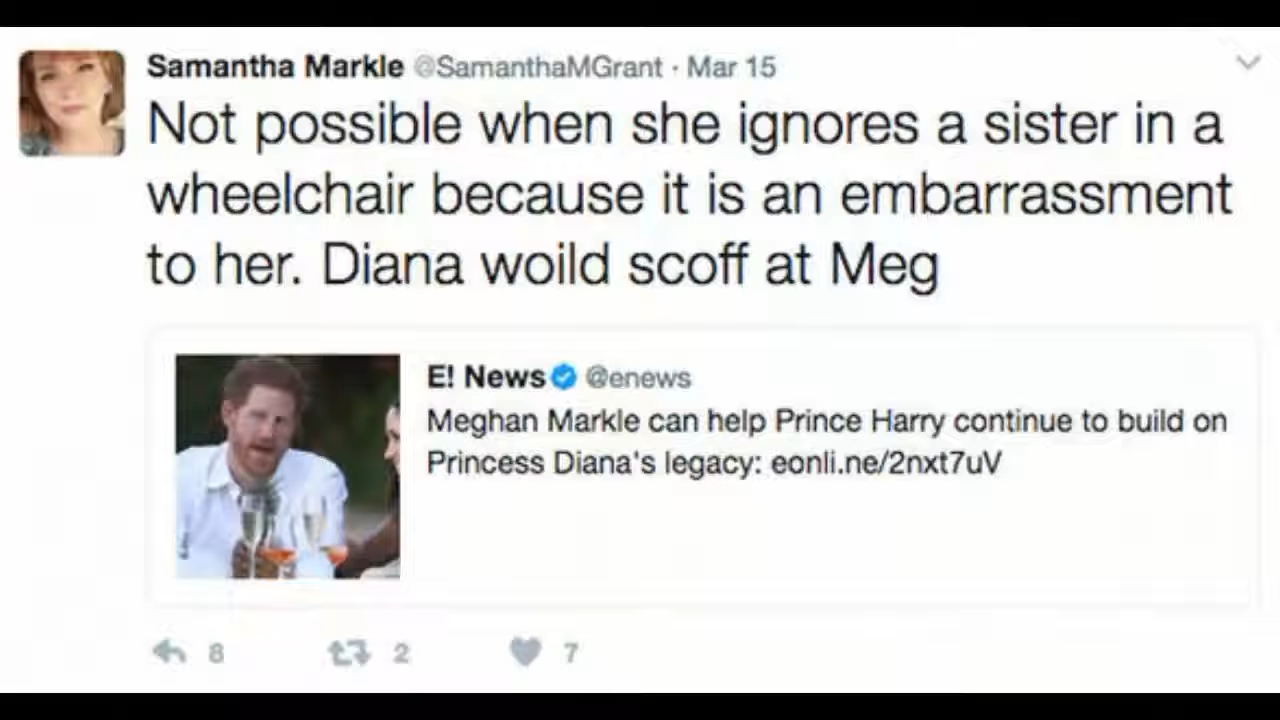 Samantha Markle @SamanthaMGrant · Mar 15
Not possible when she ignores a sister in a
wheelchair because it is an embarrassment
to her. Diana woild scoff at Meg
E! News @enews
Meghan Markle can help Prince Harry continue to build on
Princess Diana's legacy: eonli.ne/2nxt7uV
8 2 7